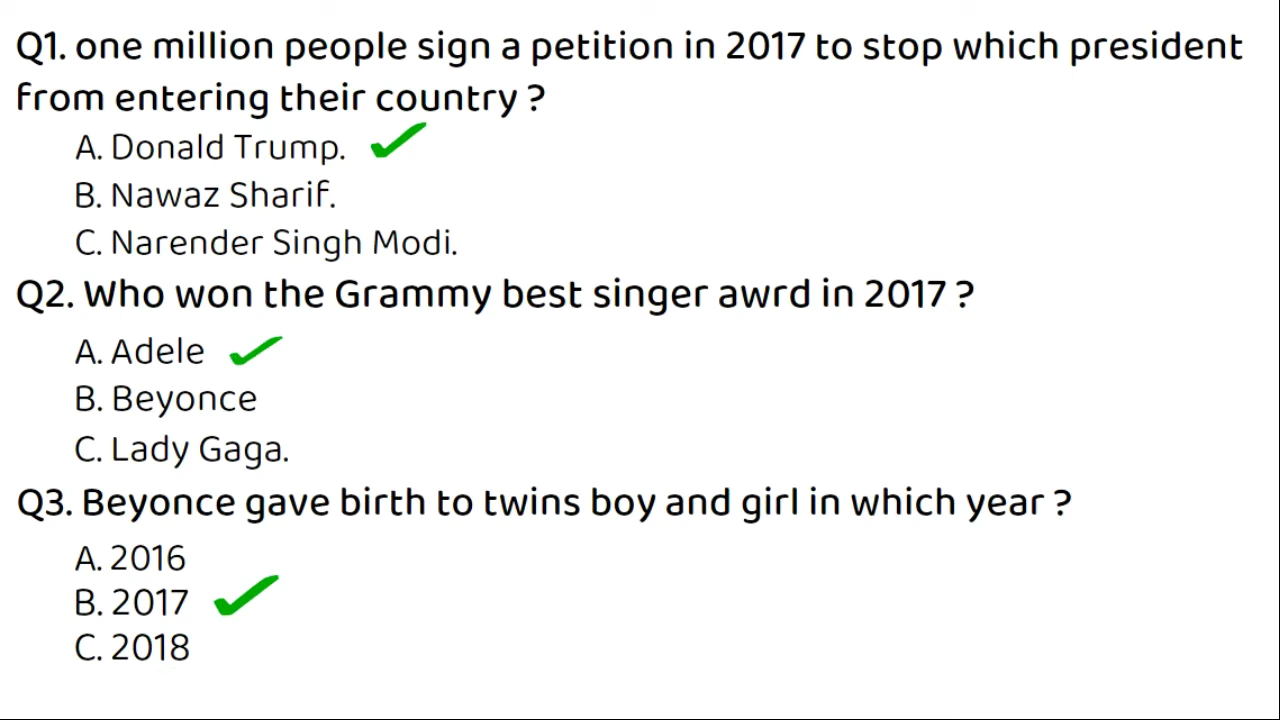 Q1. one million people sign a petition in 2017 to stop which president
from entering their country ?
A. Donald Trump.
B. Nawaz Sharif.
C. Narender Singh Modi.
Q2. Who won the Grammy best singer awrd in 2017 ?
A. Adele
B. Beyonce
C. Lady Gaga.
Q3. Beyonce gave birth to twins boy and girl in which year ?
A. 2016
B. 2017
C. 2018